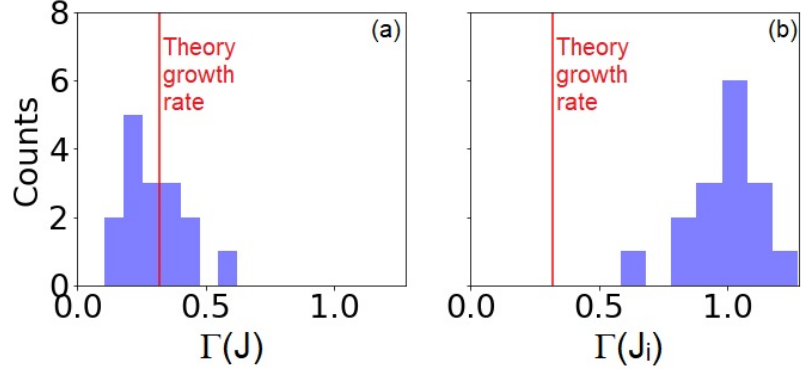 8
6
4
2
0
Counts
(a)
Theory
growth
rate
0.0 0.5 1.0
Γ(J)
(b)
Theory
growth
rate
0.0 0.5 1.0
Γ(Jᵢ)